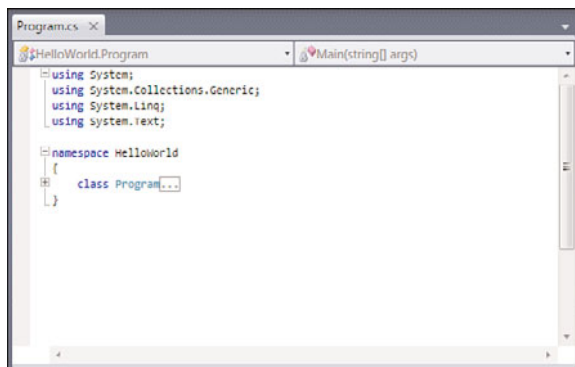 Program.cs
HelloWorld.Program
Main(string[] args)
using System;
using System.Collections.Generic;
using System.Linq;
using System.Text;
namespace HelloWorld
{
class Program...
}